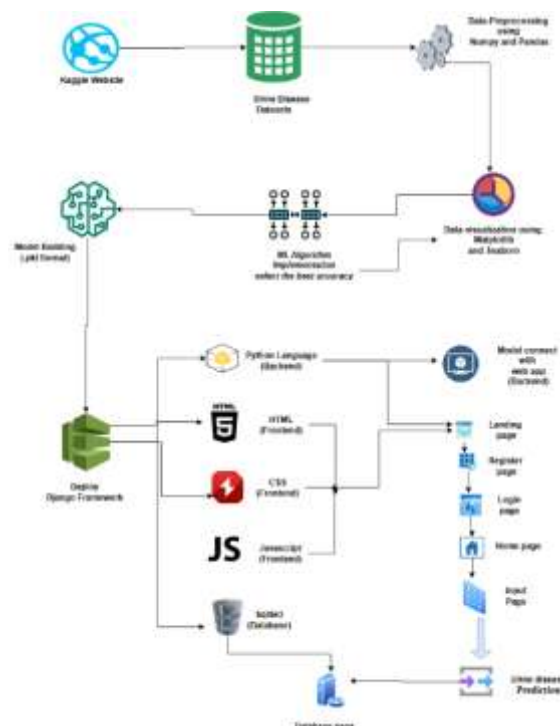 Data Preprocessing
using
Numpy and Pandas
Kaggle Website
Urine Disease
Datasets
Model Building
(.pkl format)
ML Algorithm
Implementation
select the best accuracy
Data visualization using
Matplotlib
and Seaborn
Python Language
(Backend)
Model connect
with
web app
(Backend)
HTML
5
HTML
(Frontend)
Landing
page
Register
page
Deploy
Django Framework
CSS
(Frontend)
Login
page
JS
Javascript
(Frontend)
Home page
Input
Page
(Database)
Urine disease
Prediction
Database page